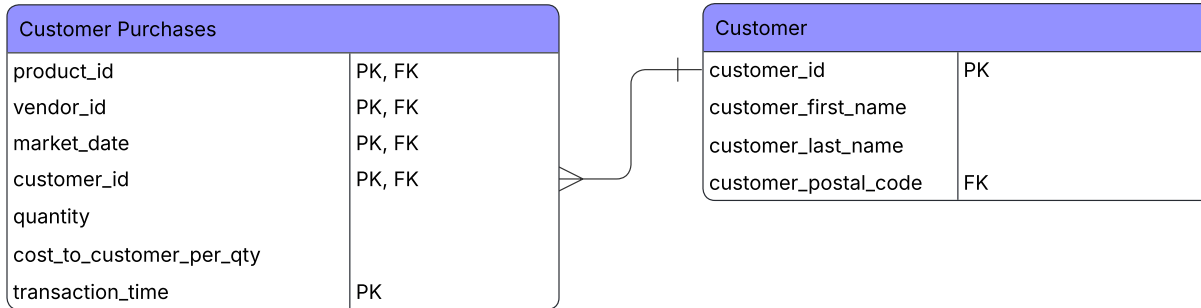 Customer Purchases
product_id PK, FK
vendor_id PK, FK
market_date PK, FK
customer_id PK, FK
quantity
cost_to_customer_per_qty
transaction_time PK
Customer
customer_id PK
customer_first_name
customer_last_name
customer_postal_code FK